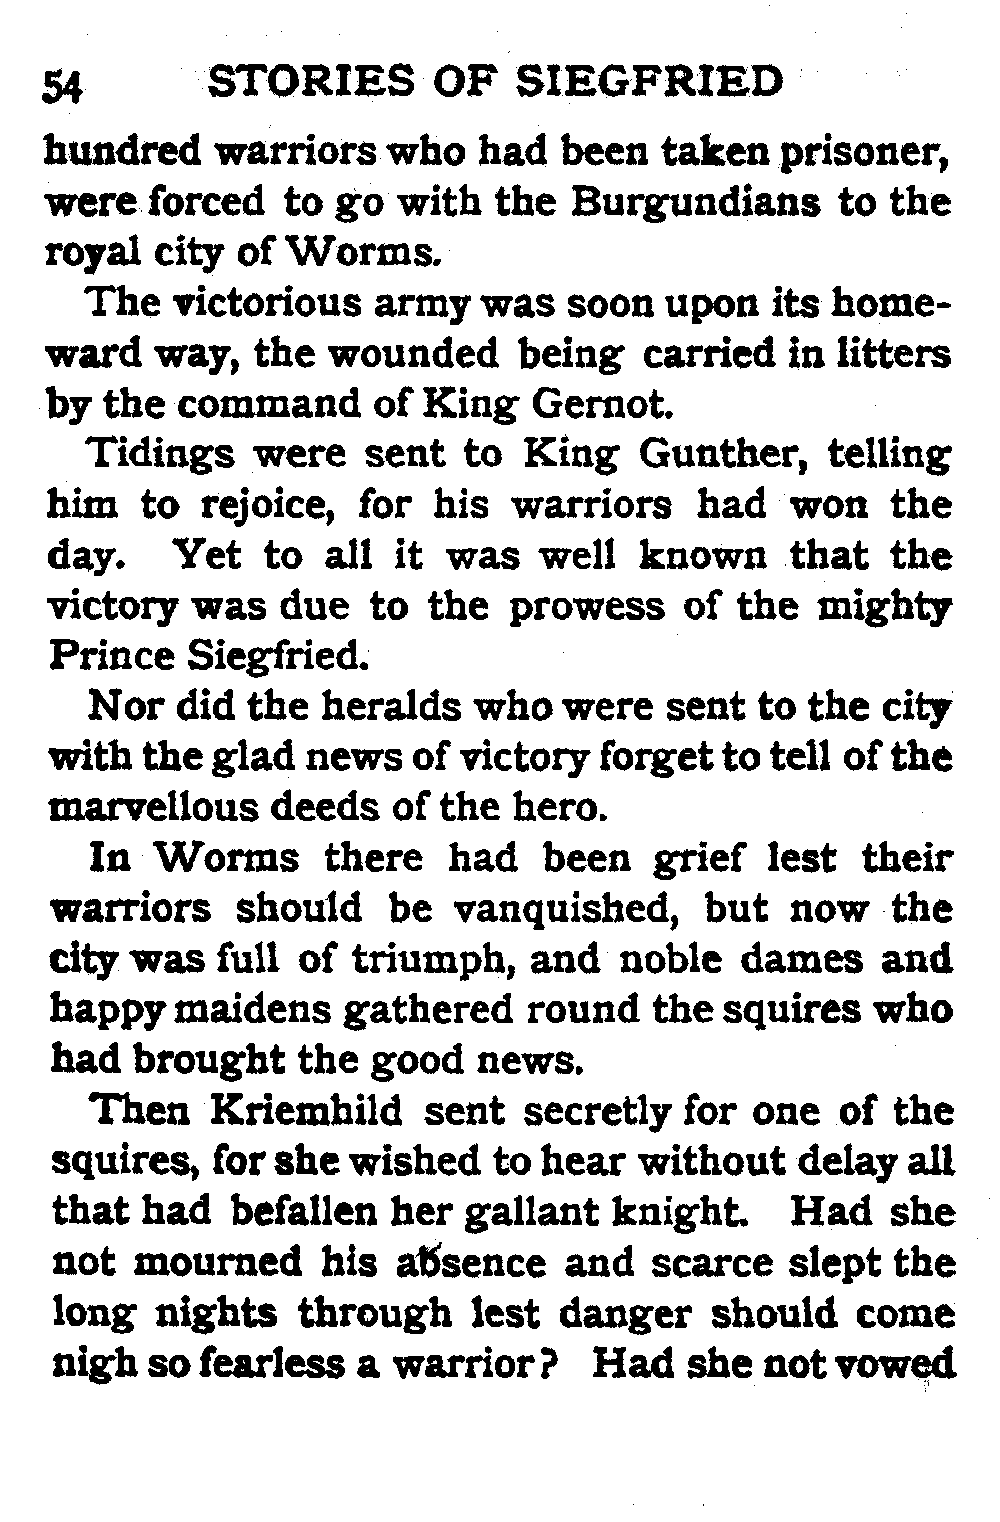 54 STORIES OF SIEGFRIED
hundred warriors who had been taken prisoner,
were forced to go with the Burgundians to the
royal city of Worms.
The victorious army was soon upon its home-
ward way, the wounded being carried in litters
by the command of King Gernot.
Tidings were sent to King Gunther, telling
him to rejoice, for his warriors had won the
day. Yet to all it was well known that the
victory was due to the prowess of the mighty
Prince Siegfried.
Nor did the heralds who were sent to the city
with the glad news of victory forget to tell of the
marvellous deeds of the hero.
In Worms there had been grief lest their
warriors should be vanquished, but now the
city was full of triumph, and noble dames and
happy maidens gathered round the squires who
had brought the good news.
Then Kriemhild sent secretly for one of the
squires, for she wished to hear without delay all
that had befallen her gallant knight. Had she
not mourned his absence and scarce slept the
long nights through lest danger should come
nigh so fearless a warrior? Had she not vowed